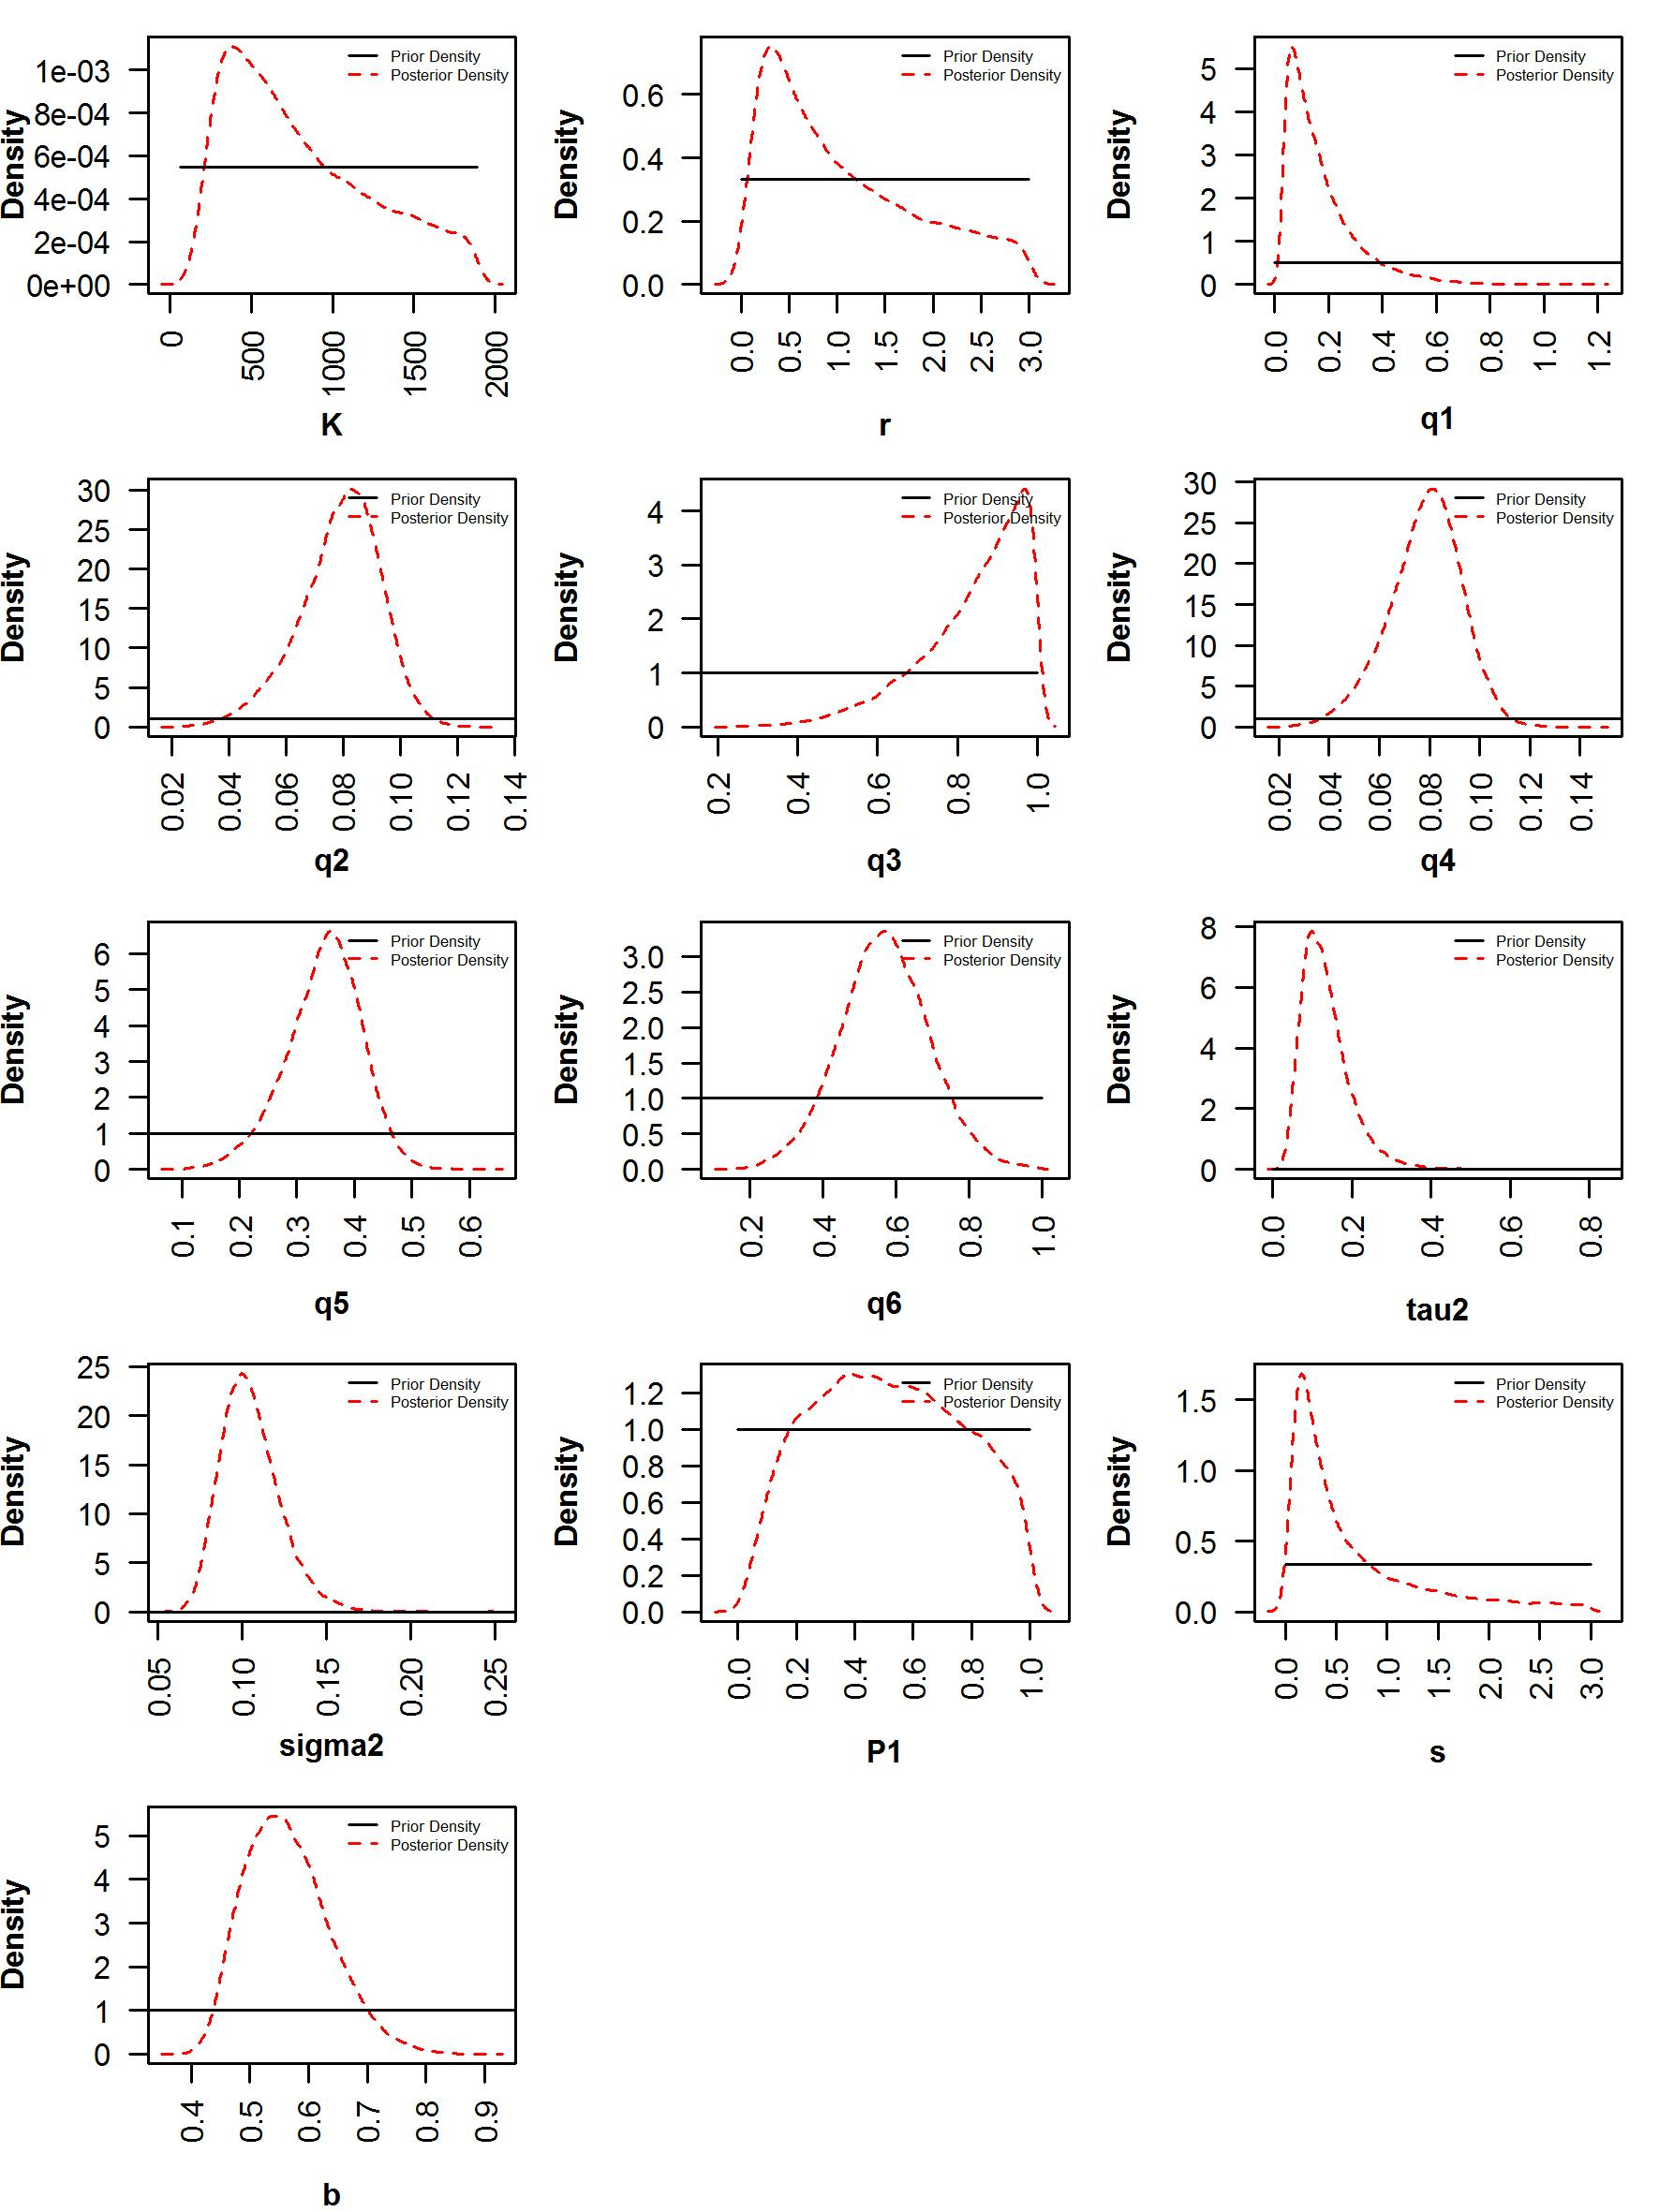 Prior Density
Posterior Density
Density
1e-03
8e-04
6e-04
4e-04
2e-04
0e+00
0 500 1000 1500 2000
K
Prior Density
Posterior Density
Density
0.6
0.4
0.2
0.0
0.0 0.5 1.0 1.5 2.0 2.5 3.0
r
Prior Density
Posterior Density
Density
5
4
3
2
1
0
0.0 0.2 0.4 0.6 0.8 1.0 1.2
q1
Prior Density
Posterior Density
Density
30
25
20
15
10
5
0
0.02 0.04 0.06 0.08 0.10 0.12 0.14
q2
Prior Density
Posterior Density
Density
4
3
2
1
0
0.2 0.4 0.6 0.8 1.0
q3
Prior Density
Posterior Density
Density
30
25
20
15
10
5
0
0.02 0.04 0.06 0.08 0.10 0.12 0.14
q4
Prior Density
Posterior Density
Density
6
5
4
3
2
1
0
0.1 0.2 0.3 0.4 0.5 0.6
q5
Prior Density
Posterior Density
Density
3.0
2.5
2.0
1.5
1.0
0.5
0.0
0.2 0.4 0.6 0.8 1.0
q6
Prior Density
Posterior Density
Density
8
6
4
2
0
0.0 0.2 0.4 0.6 0.8
tau2
Prior Density
Posterior Density
Density
25
20
15
10
5
0
0.05 0.10 0.15 0.20 0.25
sigma2
Prior Density
Posterior Density
Density
1.2
1.0
0.8
0.6
0.4
0.2
0.0
0.0 0.2 0.4 0.6 0.8 1.0
P1
Prior Density
Posterior Density
Density
1.5
1.0
0.5
0.0
0.0 0.5 1.0 1.5 2.0 2.5 3.0
s
Prior Density
Posterior Density
Density
5
4
3
2
1
0
0.4 0.5 0.6 0.7 0.8 0.9
b